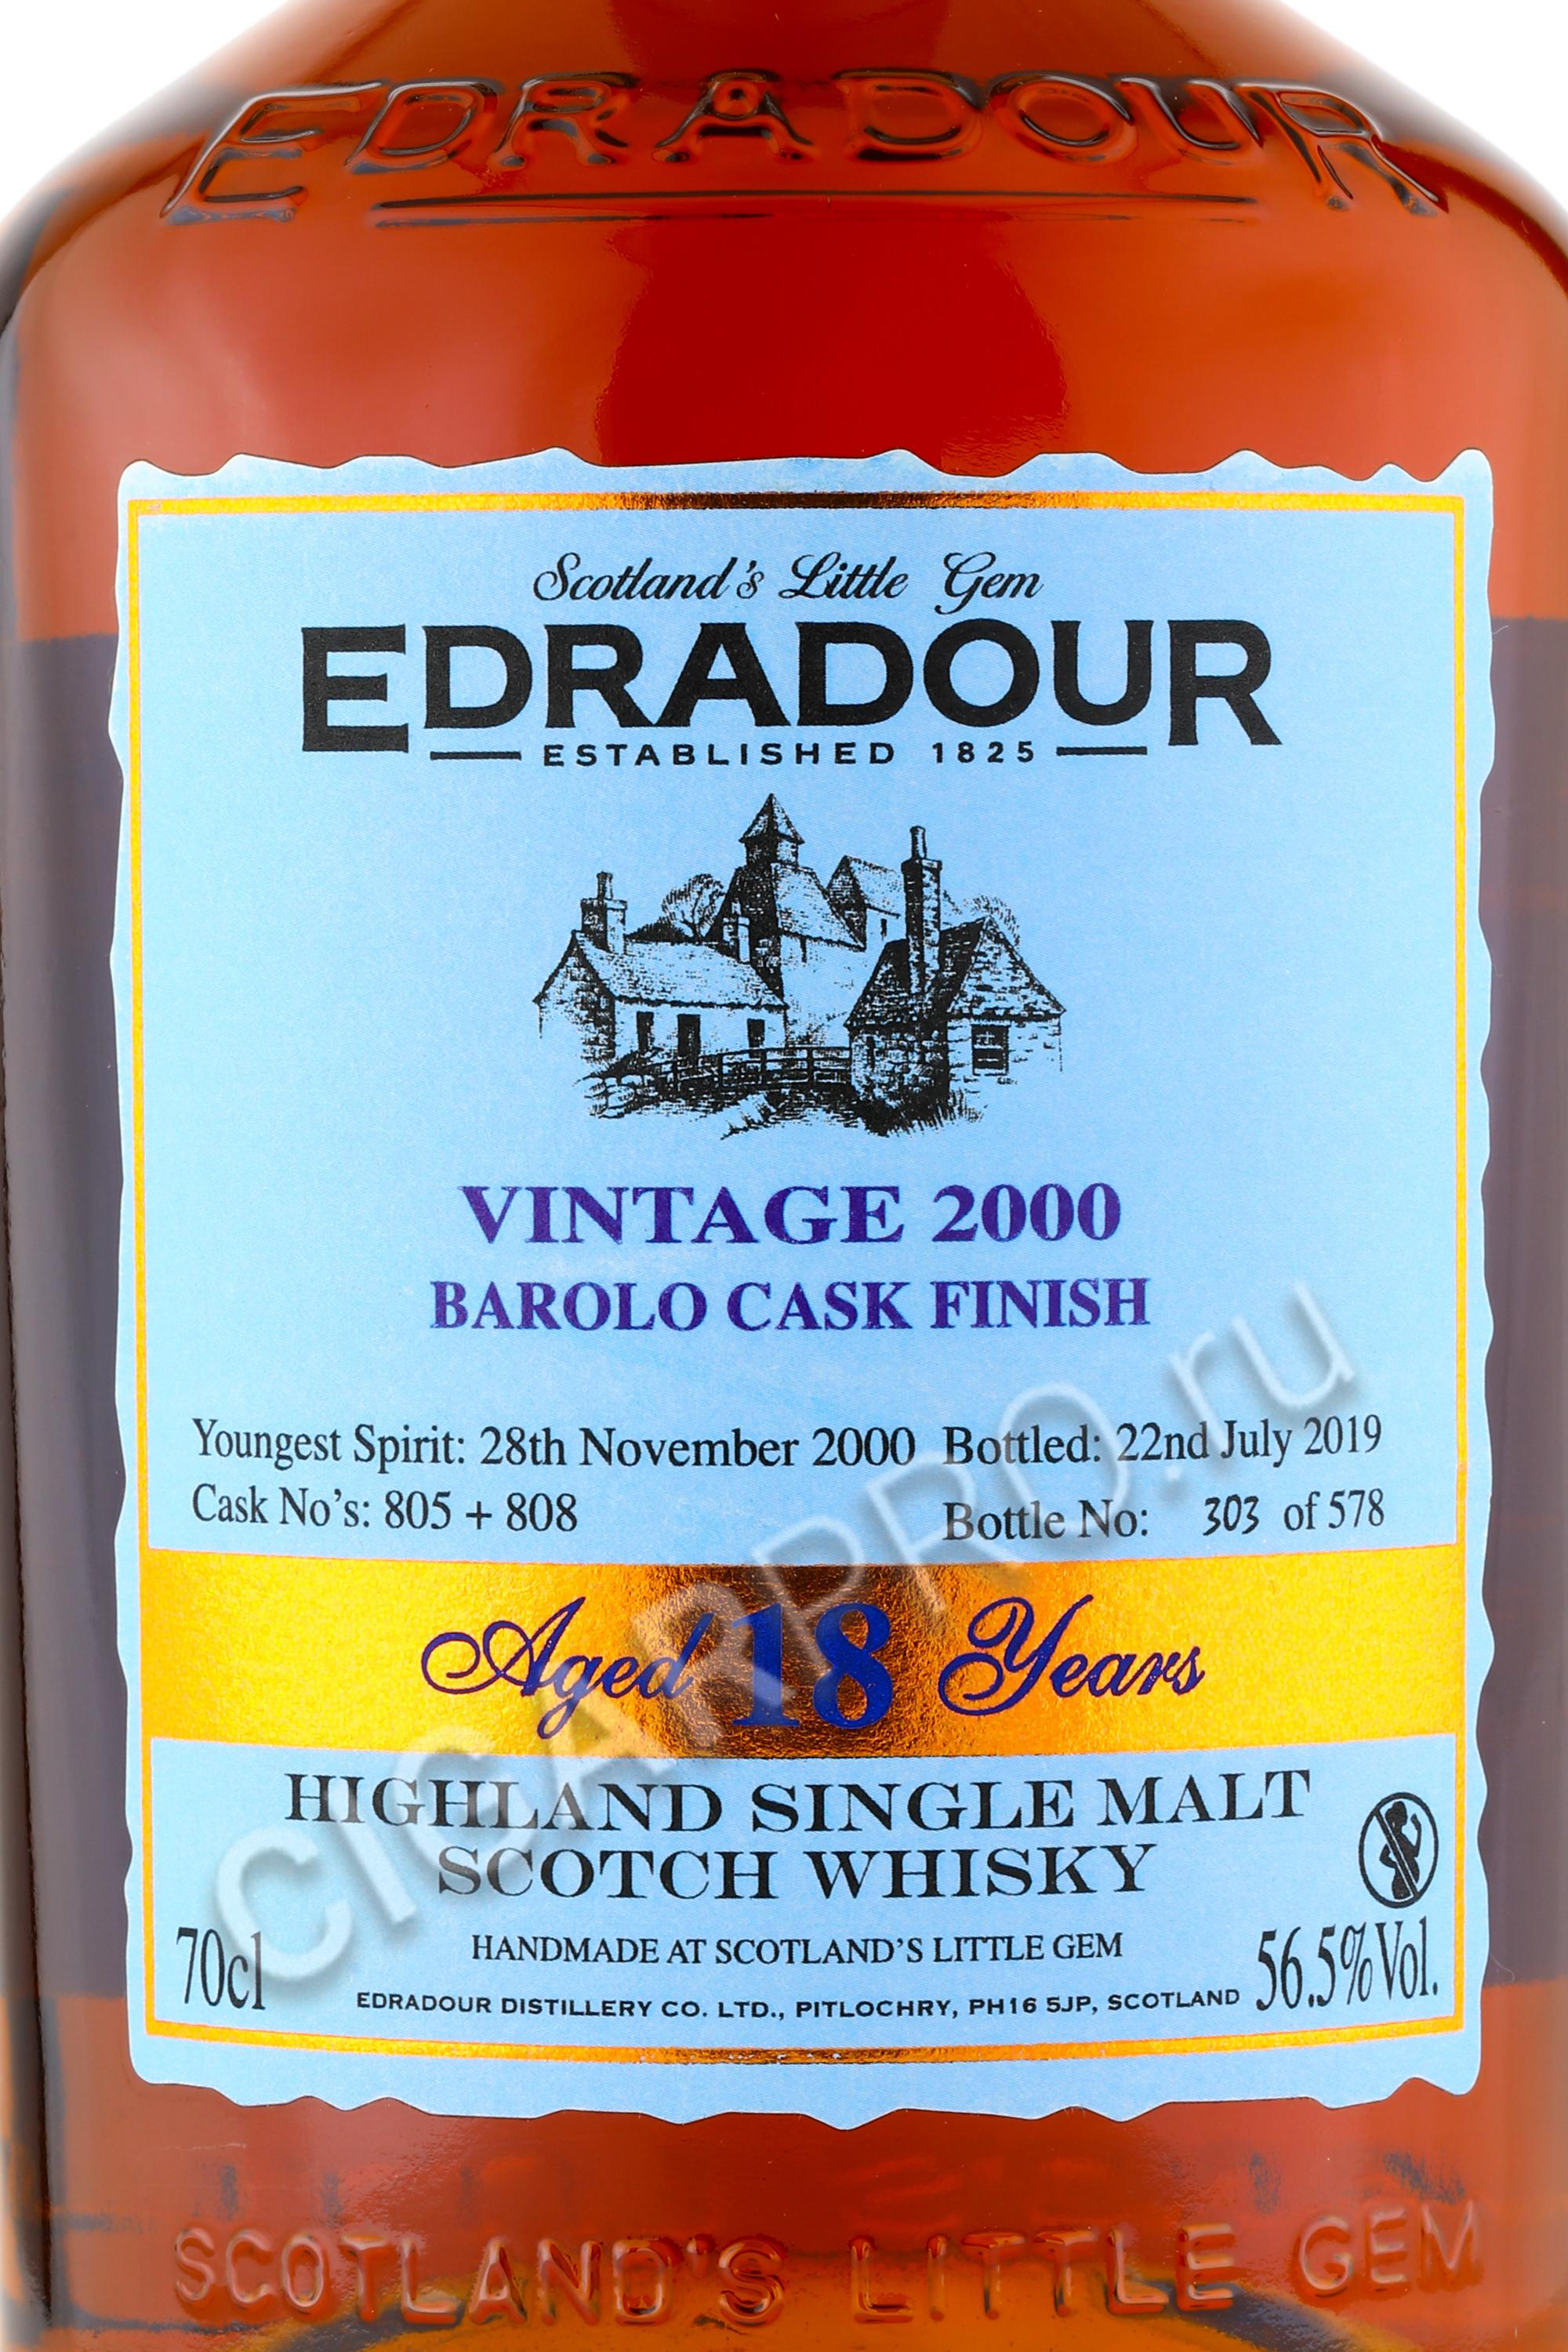 EDRADOUR
Scotland's Little Gem
EDRADOUR
ESTABLISHED 1825
VINTAGE 2000
BAROLO CASK FINISH
Youngest Spirit: 28th November 2000 Bottled: 22nd July 2019
Cask No's: 805 + 808 Bottle No: 303 of 578
Aged 18 Years
HIGHLAND SINGLE MALT
SCOTCH WHISKY
70cl HANDMADE AT SCOTLAND'S LITTLE GEM 56.5% Vol.
EDRADOUR DISTILLERY CO. LTD., PITLOCHRY, PH16 5JP, SCOTLAND
SCOTLAND'S LITTLE GEM
CIGARPRO.ru